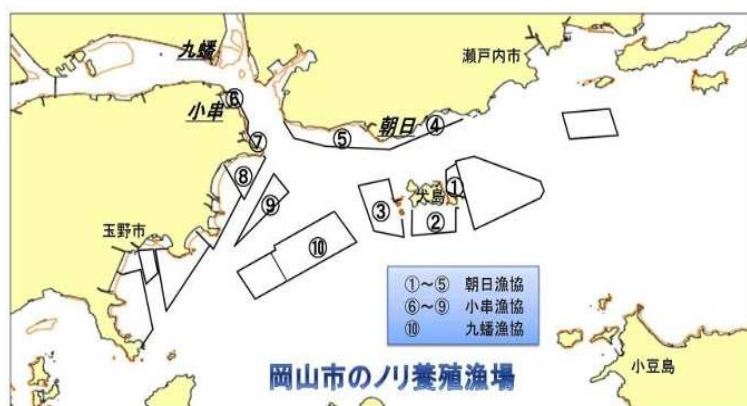 九蟠
瀬戸内市
⑥
小串
朝日
④
⑤
⑦
⑧
①
犬島
⑨
③
②
玉野市
⑩
①～⑤ 朝日漁協
⑥～⑨ 小串漁協
⑩ 九蟠漁協
小豆島
岡山市のノリ養殖漁場